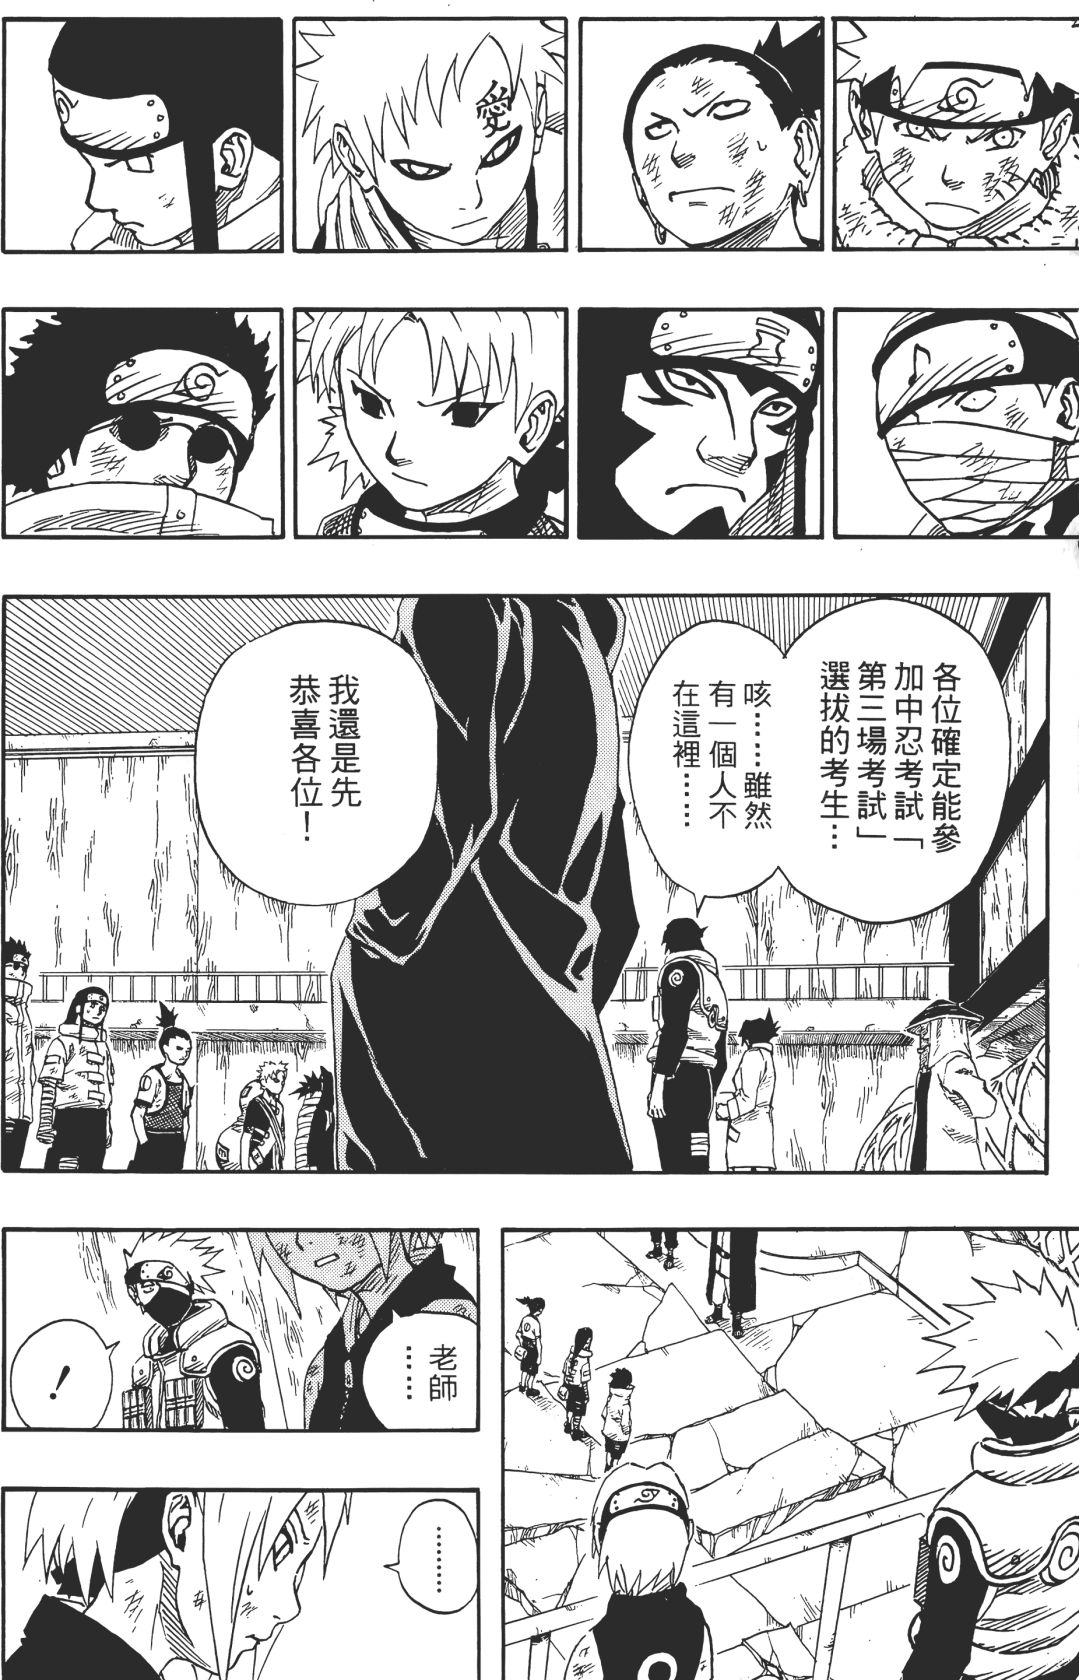 愛
各位確定能參
加中忍考試「
第三場考試」
選拔的考生…
咳……雖然
有一個人不
在這裡……
我還是先
恭喜各位！
老師
……
！
………